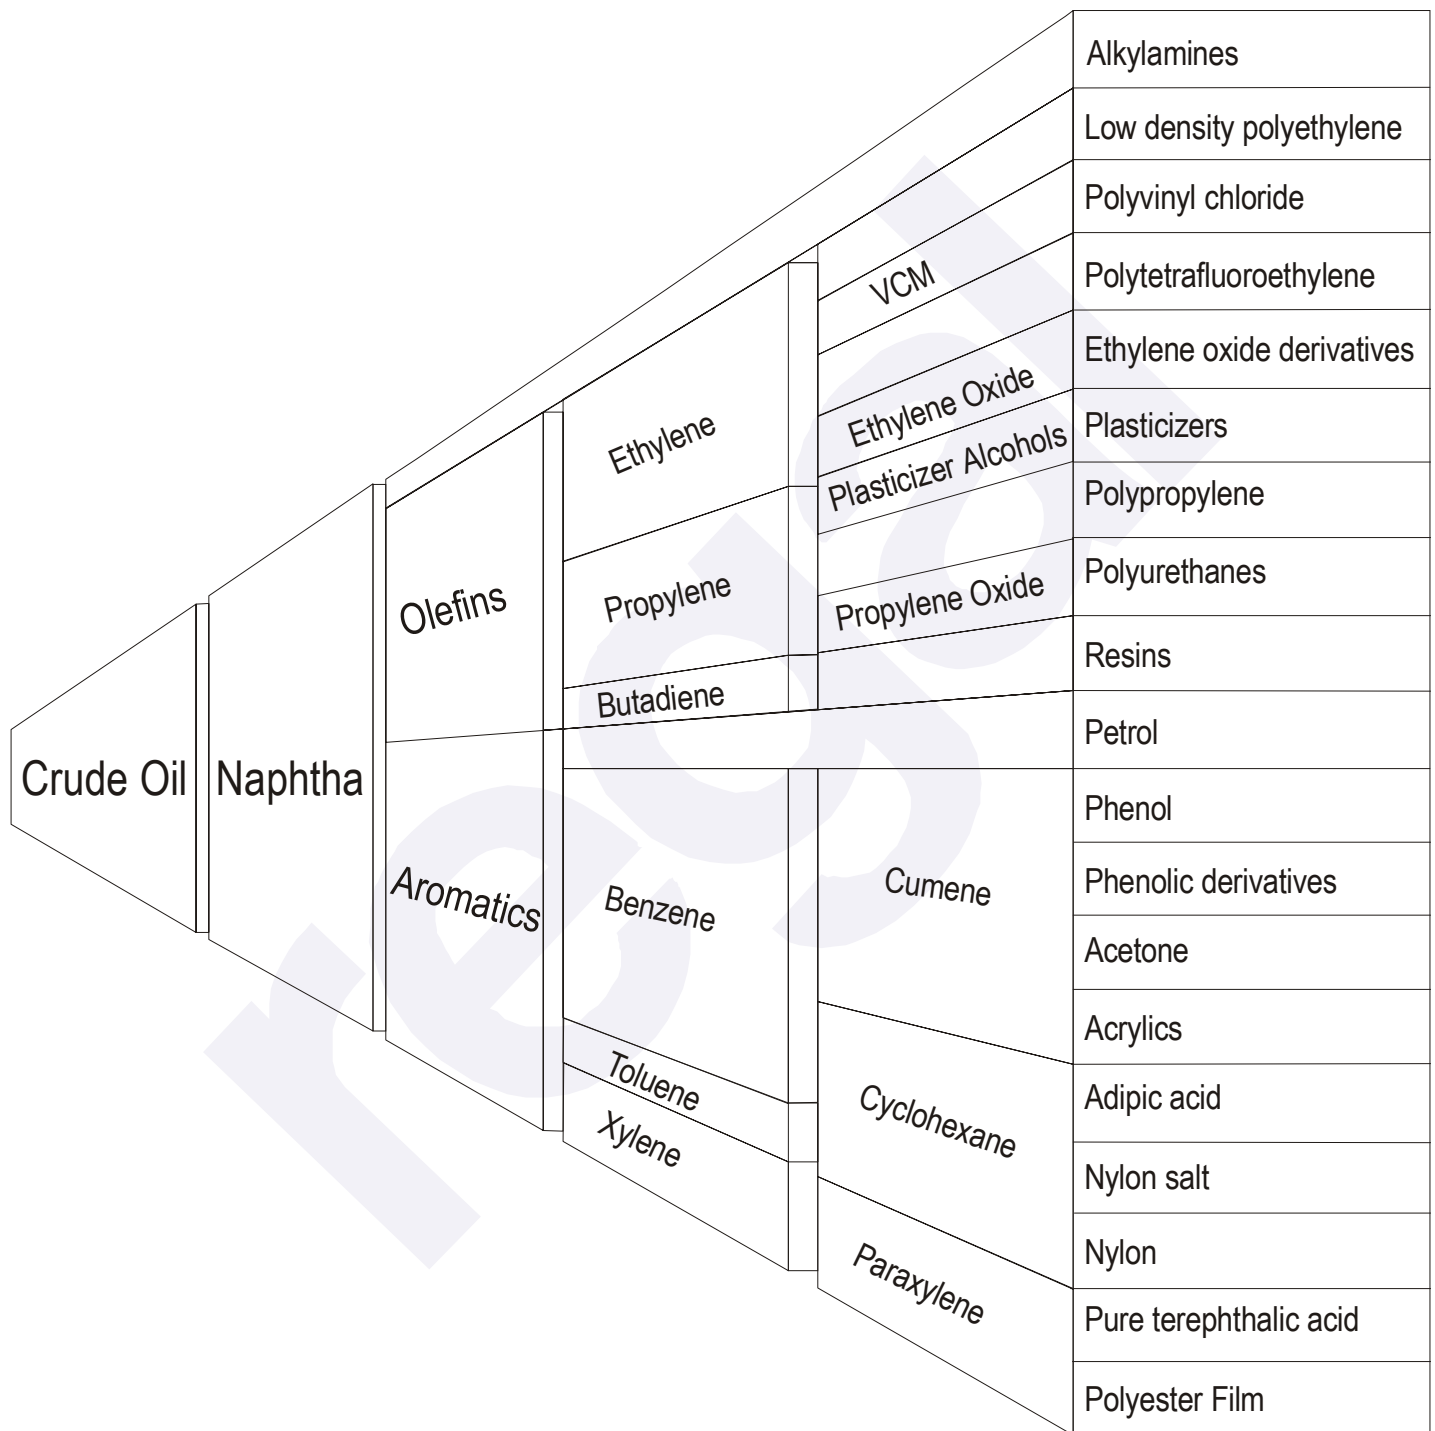 Crude Oil
Naphtha
Olefins
Aromatics
Ethylene
Propylene
Butadiene
Benzene
Toluene
Xylene
VCM
Ethylene Oxide
Plasticizer Alcohols
Propylene Oxide
Cumene
Cyclohexane
Paraxylene
Alkylamines
Low density polyethylene
Polyvinyl chloride
Polytetrafluoroethylene
Ethylene oxide derivatives
Plasticizers
Polypropylene
Polyurethanes
Resins
Petrol
Phenol
Phenolic derivatives
Acetone
Acrylics
Adipic acid
Nylon salt
Nylon
Pure terephthalic acid
Polyester Film
regal